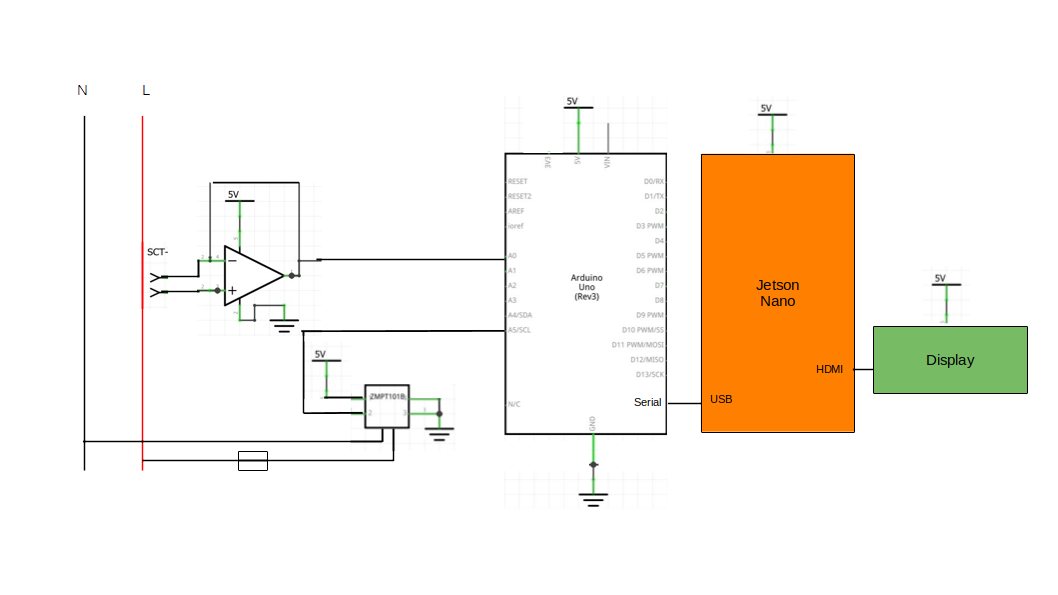 N L
5V
SCT-
5V
3V3 5V VIN
RESET D0/RX
RESET2 D1/TX
AREF D2
ioref D3 PWM
D4
A0 D5 PWM
A1 D6 PWM
A2 D7
A3 D8
A4/SDA D9 PWM
A5/SCL D10 PWM/SS
D11 PWM/MOSI
D12/MISO
D13/SCK
N/C
Arduino
Uno
(Rev3)
Serial
GND
5V
ZMPT101B
2
3
5V
Jetson
Nano
HDMI
USB
5V
Display